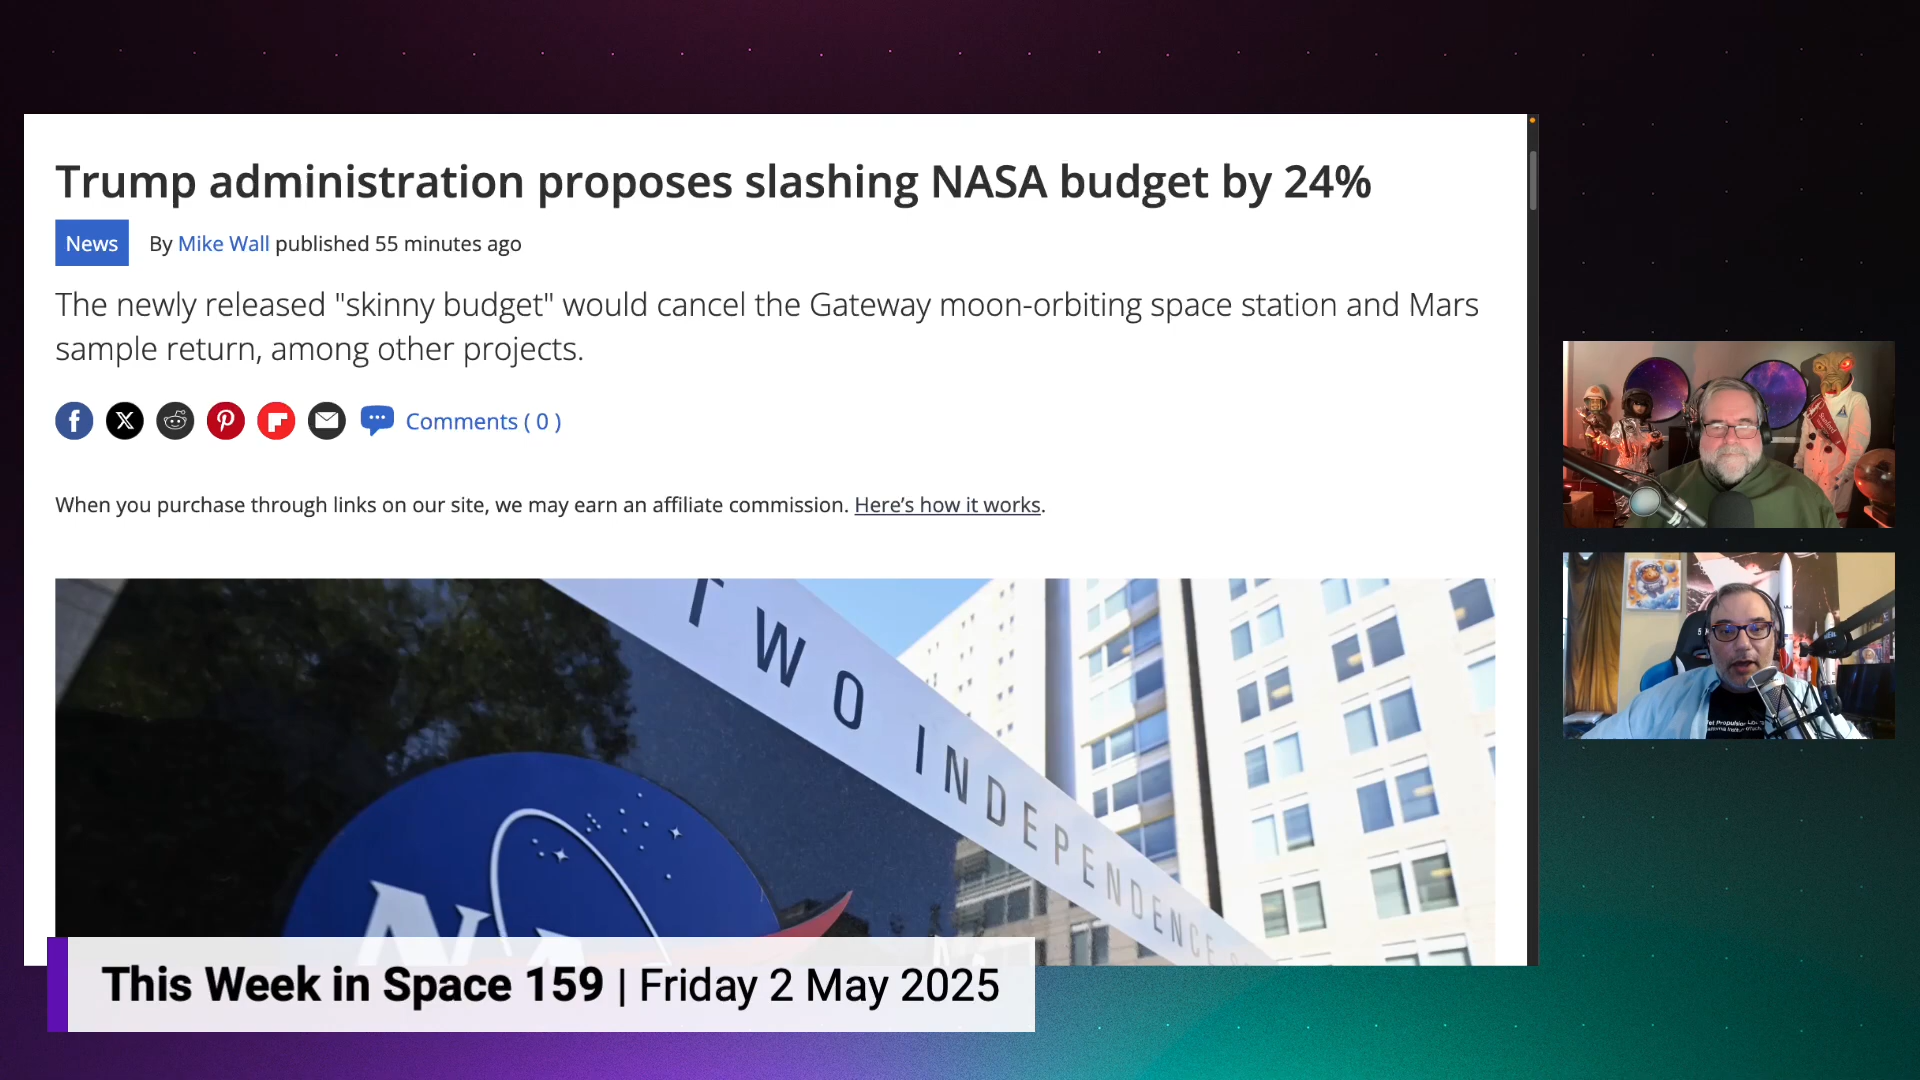 Trump administration proposes slashing NASA budget by 24%
News By Mike Wall published 55 minutes ago
The newly released "skinny budget" would cancel the Gateway moon-orbiting space station and Mars
sample return, among other projects.
Comments ( 0 )
When you purchase through links on our site, we may earn an affiliate commission. Here’s how it works.
TWO INDEPENDENCE
This Week in Space 159 | Friday 2 May 2025